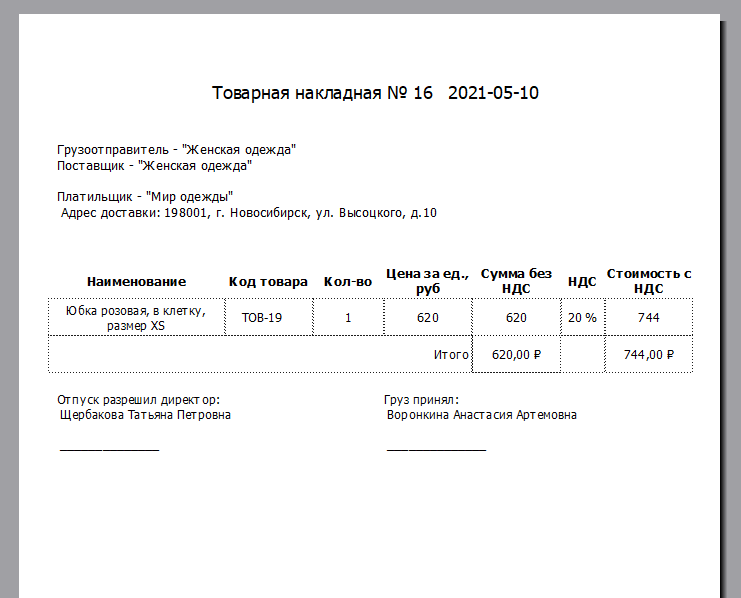 Товарная накладная № 16 2021-05-10
Грузоотправитель - "Женская одежда"
Поставщик - "Женская одежда"
Платильщик - "Мир одежды"
Адрес доставки: 198001, г. Новосибирск, ул. Высоцкого, д.10
Наименование Код товара Кол-во Цена за ед., руб Сумма без НДС НДС Стоимость с НДС
Юбка розовая, в клетку, размер XS ТОВ-19 1 620 620 20 % 744
Итого 620,00 ₽ 744,00 ₽
Отпуск разрешил директор: Груз принял:
Щербакова Татьяна Петровна Воронкина Анастасия Артемовна